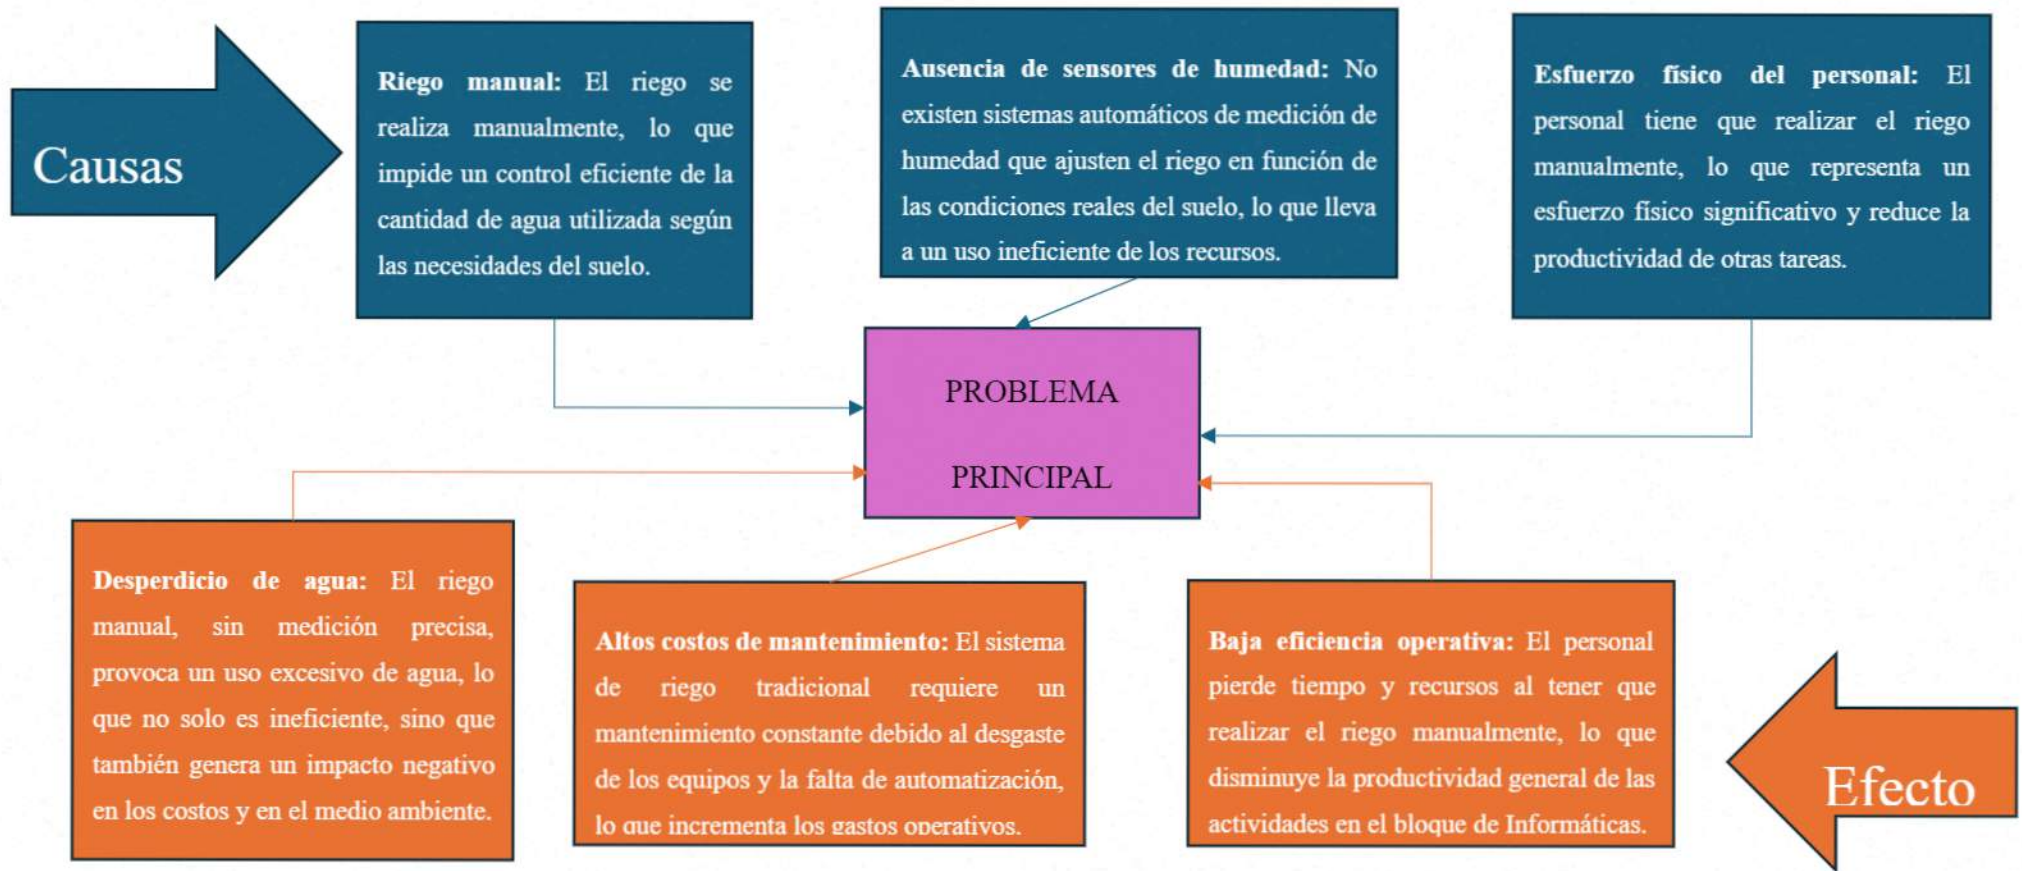 Causas
Riego manual: El riego se
realiza manualmente, lo que
impide un control eficiente de la
cantidad de agua utilizada según
las necesidades del suelo.
Ausencia de sensores de humedad: No
existen sistemas automáticos de medición de
humedad que ajusten el riego en función de
las condiciones reales del suelo, lo que lleva
a un uso ineficiente de los recursos.
Esfuerzo físico del personal: El
personal tiene que realizar el riego
manualmente, lo que representa un
esfuerzo físico significativo y reduce la
productividad de otras tareas.
PROBLEMA
PRINCIPAL
Desperdicio de agua: El riego
manual, sin medición precisa,
provoca un uso excesivo de agua, lo
que no solo es ineficiente, sino que
también genera un impacto negativo
en los costos y en el medio ambiente.
Altos costos de mantenimiento: El sistema
de riego tradicional requiere un
mantenimiento constante debido al desgaste
de los equipos y la falta de automatización,
lo que incrementa los gastos operativos.
Baja eficiencia operativa: El personal
pierde tiempo y recursos al tener que
realizar el riego manualmente, lo que
disminuye la productividad general de las
actividades en el bloque de Informáticas.
Efecto